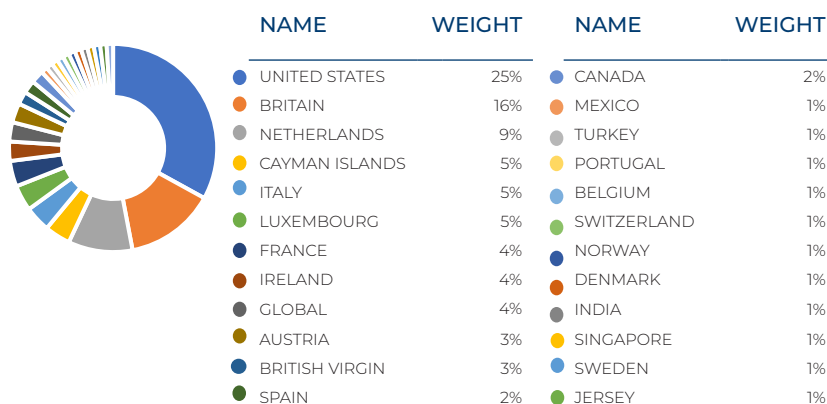 NAME WEIGHT
UNITED STATES 25%
BRITAIN 16%
NETHERLANDS 9%
CAYMAN ISLANDS 5%
ITALY 5%
LUXEMBOURG 5%
FRANCE 4%
IRELAND 4%
GLOBAL 4%
AUSTRIA 3%
BRITISH VIRGIN 3%
SPAIN 2%
NAME WEIGHT
CANADA 2%
MEXICO 1%
TURKEY 1%
PORTUGAL 1%
BELGIUM 1%
SWITZERLAND 1%
NORWAY 1%
DENMARK 1%
INDIA 1%
SINGAPORE 1%
SWEDEN 1%
JERSEY 1%